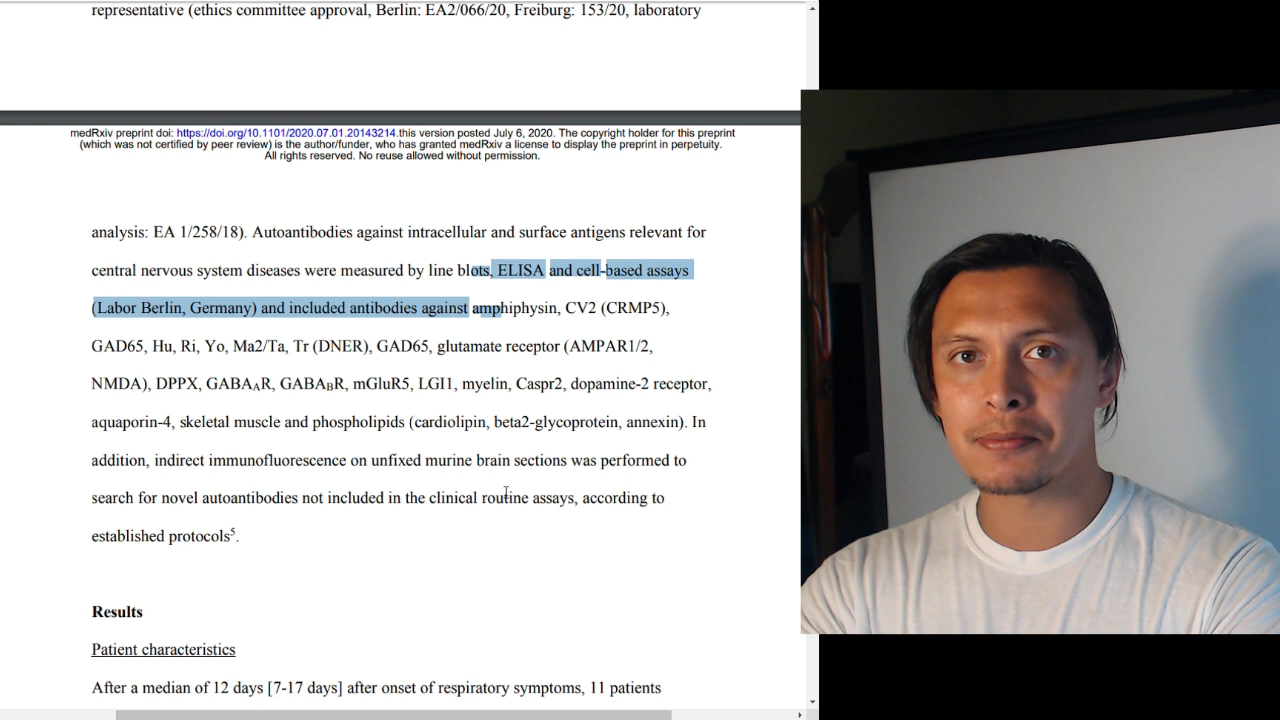 representative (ethics committee approval, Berlin: EA2/066/20, Freiburg: 153/20, laboratory
medRxiv preprint doi: https://doi.org/10.1101/2020.07.01.20143214.this version posted July 6, 2020. The copyright holder for this preprint
(which was not certified by peer review) is the author/funder, who has granted medRxiv a license to display the preprint in perpetuity.
All rights reserved. No reuse allowed without permission.
analysis: EA 1/258/18). Autoantibodies against intracellular and surface antigens relevant for
central nervous system diseases were measured by line blots, ELISA and cell-based assays
(Labor Berlin, Germany) and included antibodies against amphiphysin, CV2 (CRMP5),
GAD65, Hu, Ri, Yo, Ma2/Ta, Tr (DNER), GAD65, glutamate receptor (AMPAR1/2,
NMDA), DPPX, GABAAR, GABABR, mGluR5, LGI1, myelin, Caspr2, dopamine-2 receptor,
aquaporin-4, skeletal muscle and phospholipids (cardiolipin, beta2-glycoprotein, annexin). In
addition, indirect immunofluorescence on unfixed murine brain sections was performed to
search for novel autoantibodies not included in the clinical routine assays, according to
established protocols5.
Results
Patient characteristics
After a median of 12 days [7-17 days] after onset of respiratory symptoms, 11 patients